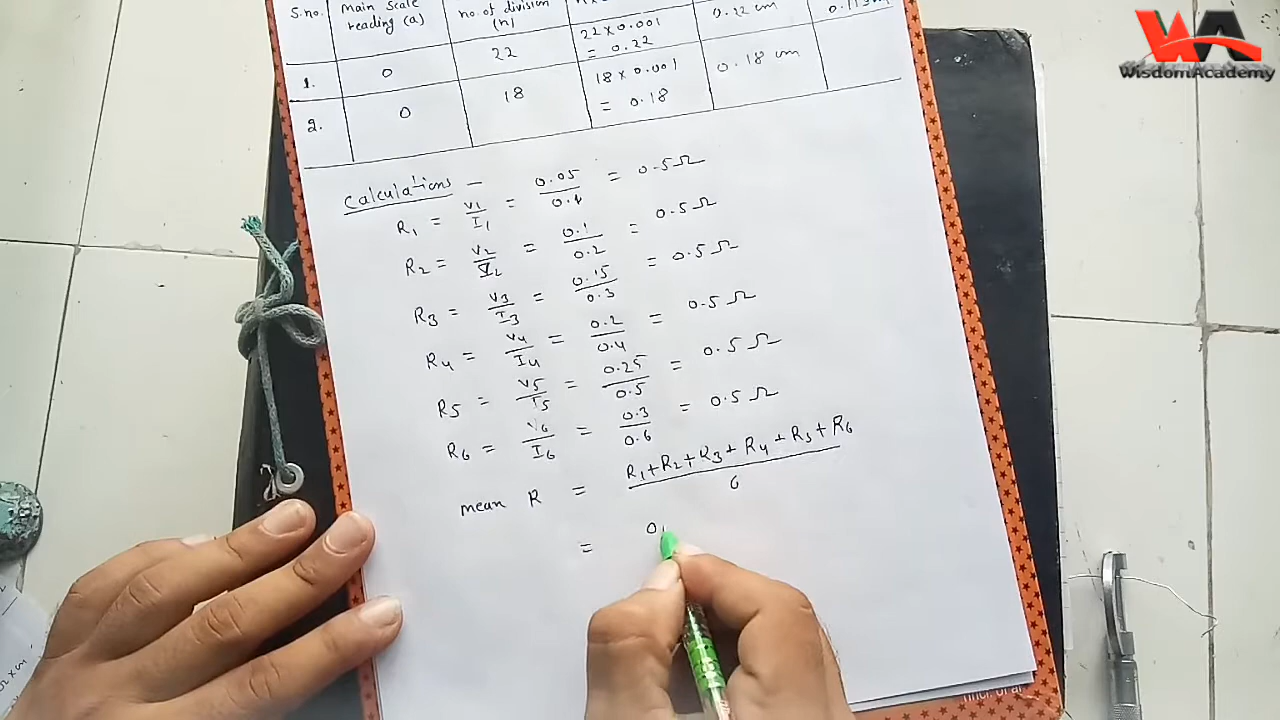 WA
WisdomAcademy
S.no. Main Scale reading (a) no. of division (n)
1. 0 22 22 x 0.001 = 0.22 0.22 cm
2. 0 18 18 x 0.001 = 0.18 0.18 cm
Calculations –
R1 = V1/I1 = 0.05/0.1 = 0.5 Ω
R2 = V2/I2 = 0.1/0.2 = 0.5 Ω
R3 = V3/I3 = 0.15/0.3 = 0.5 Ω
R4 = V4/I4 = 0.2/0.4 = 0.5 Ω
R5 = V5/I5 = 0.25/0.5 = 0.5 Ω
R6 = V6/I6 = 0.3/0.6 = 0.5 Ω
mean R = R1+R2+R3+R4+R5+R6/6
= 0.